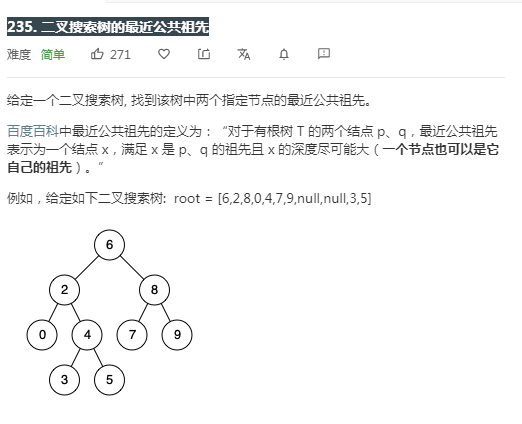 235. 二叉搜索树的最近公共祖先
难度 简单 271
给定一个二叉搜索树, 找到该树中两个指定节点的最近公共祖先。
百度百科中最近公共祖先的定义为：“对于有根树 T 的两个结点 p、q，最近公共祖先
表示为一个结点 x，满足 x 是 p、q 的祖先且 x 的深度尽可能大（一个节点也可以是它
自己的祖先）。”
例如，给定如下二叉搜索树: root = [6,2,8,0,4,7,9,null,null,3,5]
6
2 8
0 4 7 9
3 5